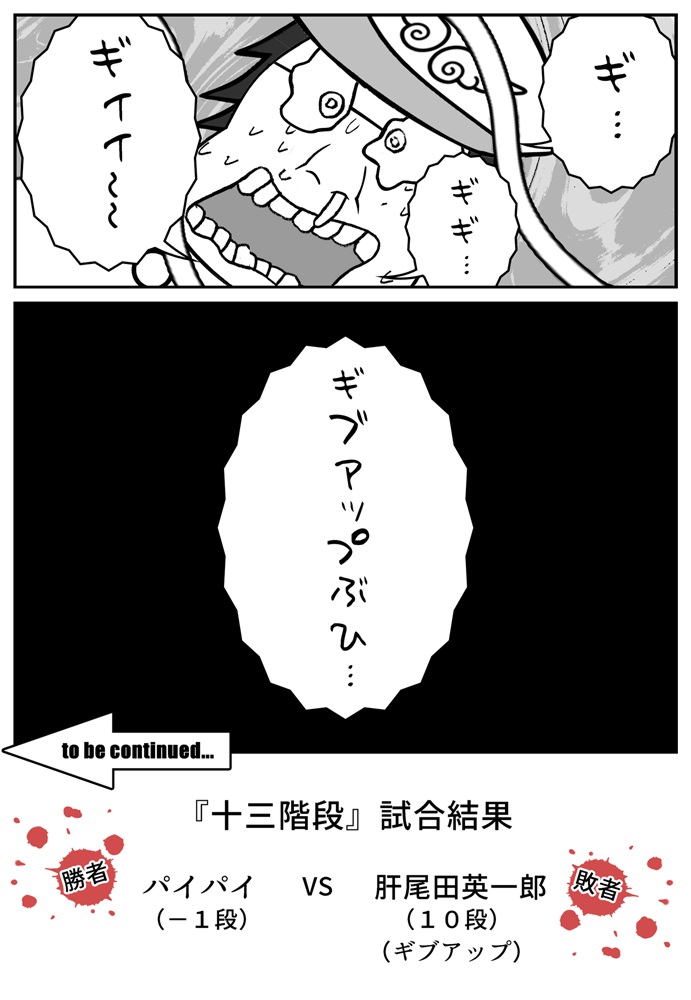 ギ…
ギギ…
ギイイ~~
ギブアップぶひ…
to be continued...
『十三階段』試合結果
勝者
パイパイ
(－１段)
VS
肝尾田英一郎
(１０段)
(ギブアップ)
敗者